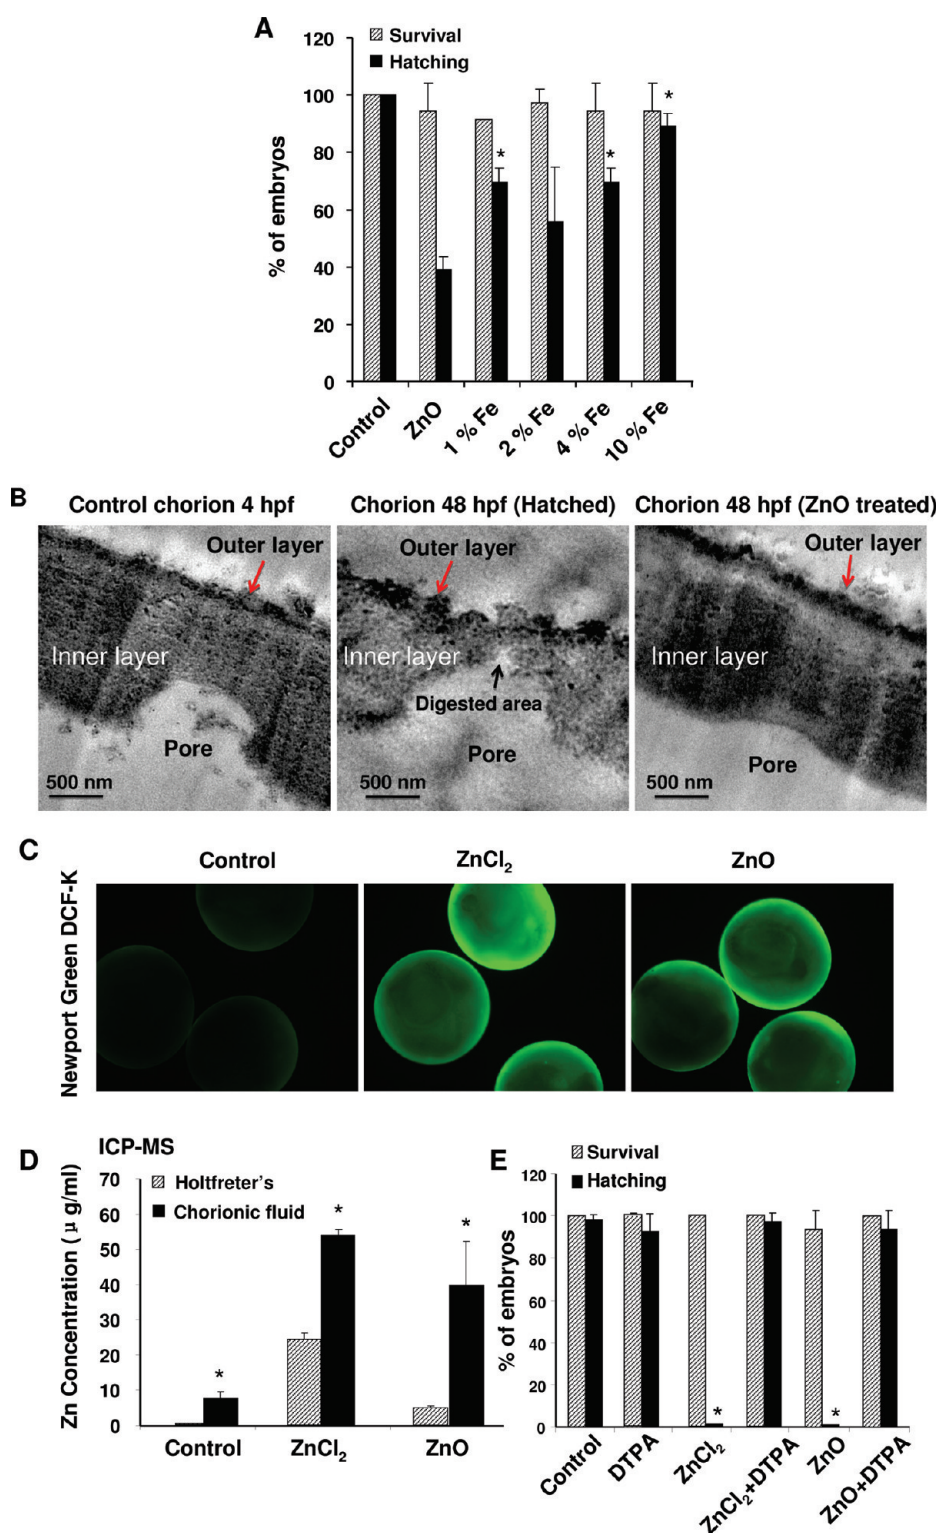 A
Survival
Hatching
% of embryos
120
100
80
60
40
20
0
*
*
*
Control
ZnO
1 % Fe
2 % Fe
4 % Fe
10 % Fe
B
Control chorion 4 hpf
Chorion 48 hpf (Hatched)
Chorion 48 hpf (ZnO treated)
Outer layer
Inner layer
Pore
500 nm
Outer layer
Inner layer
Digested area
Pore
500 nm
Outer layer
Inner layer
Pore
500 nm
C
Control
ZnCl₂
ZnO
Newport Green DCF-K
D
ICP-MS
Holtfreter's
Chorionic fluid
Zn Concentration ( μ g/ml)
70
60
50
40
30
20
10
0
*
*
*
Control
ZnCl₂
ZnO
E
Survival
Hatching
% of embryos
120
100
80
60
40
20
0
*
*
Control
DTPA
ZnCl₂
ZnCl₂+DTPA
ZnO
ZnO+DTPA